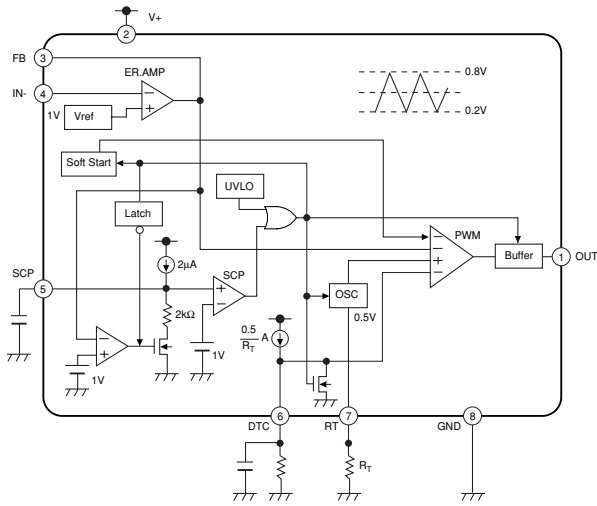 V+
2
FB 3
ER.AMP
IN- 4
1V Vref
0.8V
0.2V
Soft Start
UVLO
Latch
PWM
Buffer
1 OUT
SCP
5
2μA
SCP
2kΩ
OSC
0.5V
0.5
R_T
A
1V
1V
6
7
8
DTC
RT
GND
R_T
−
+
+
−
−
+
−
−
+
−